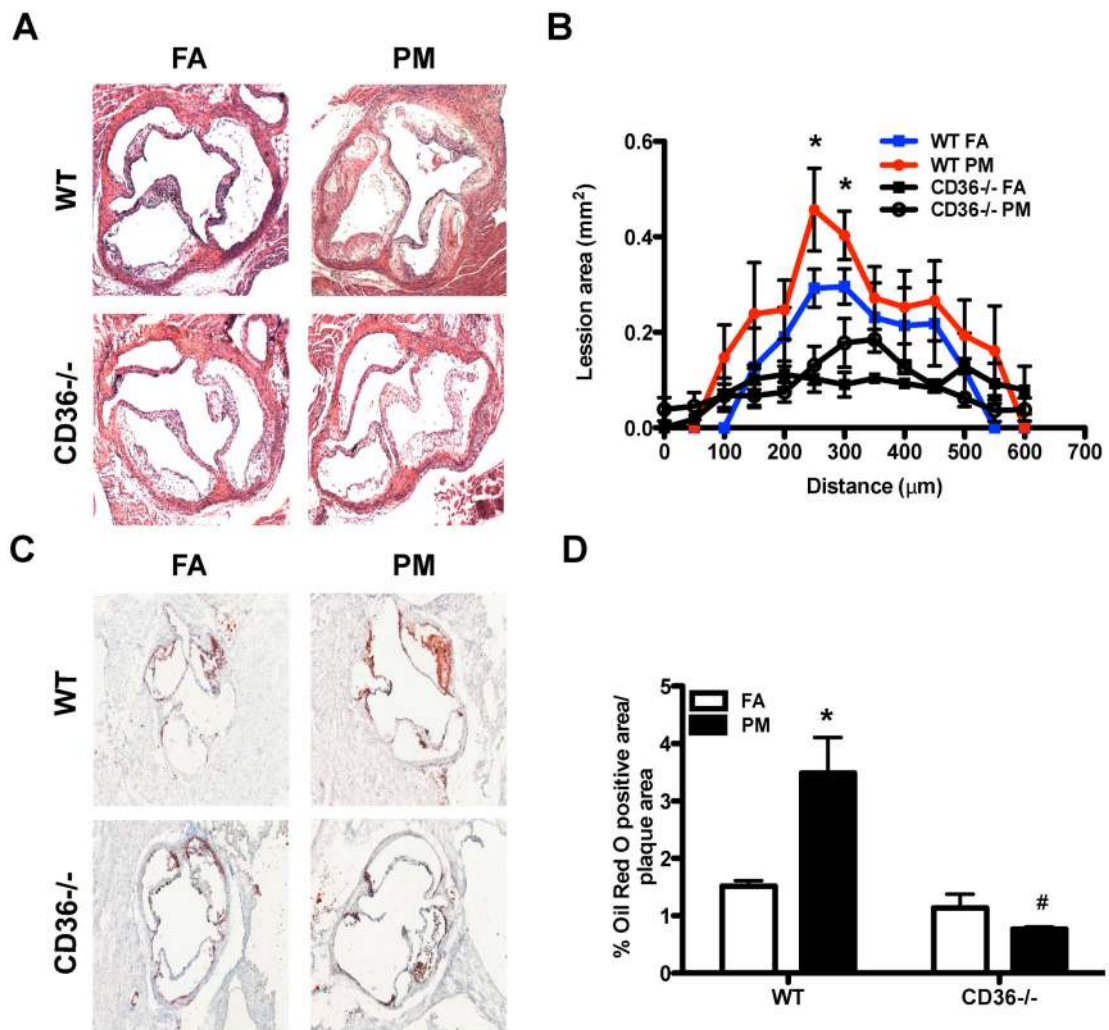 A
FA
PM
WT
CD36-/-
B
Lession area (mm²)
0.6
0.4
0.2
0.0
*
*
WT FA
WT PM
CD36-/- FA
CD36-/- PM
0 100 200 300 400 500 600 700
Distance (μm)
C
FA
PM
WT
CD36-/-
D
% Oil Red O positive area/
plaque area
5
4
3
2
1
0
FA
PM
*
#
WT
CD36-/-